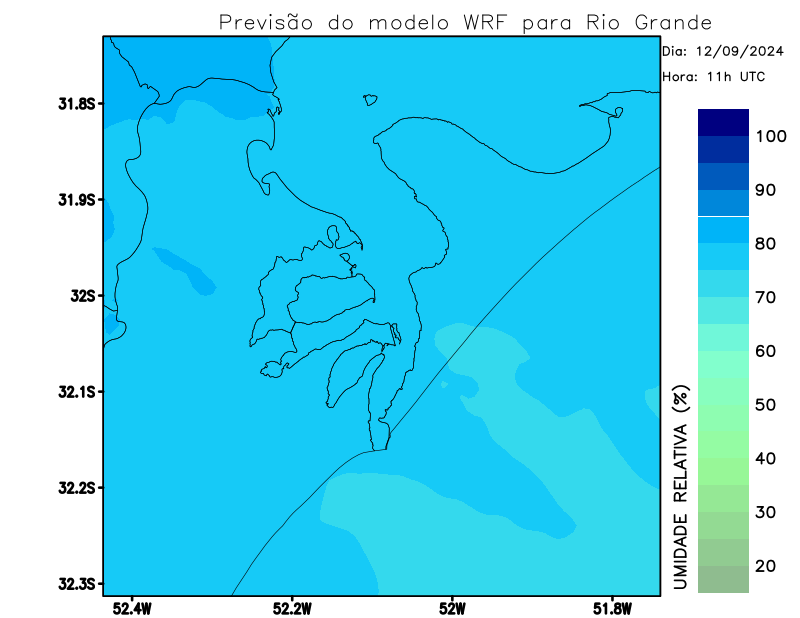 Previsão do modelo WRF para Rio Grande
Dia: 12/09/2024
Hora: 11h UTC
31.8S
31.9S
32S
32.1S
32.2S
32.3S
52.4W
52.2W
52W
51.8W
100
90
80
70
60
50
40
30
20
UMIDADE RELATIVA (%)